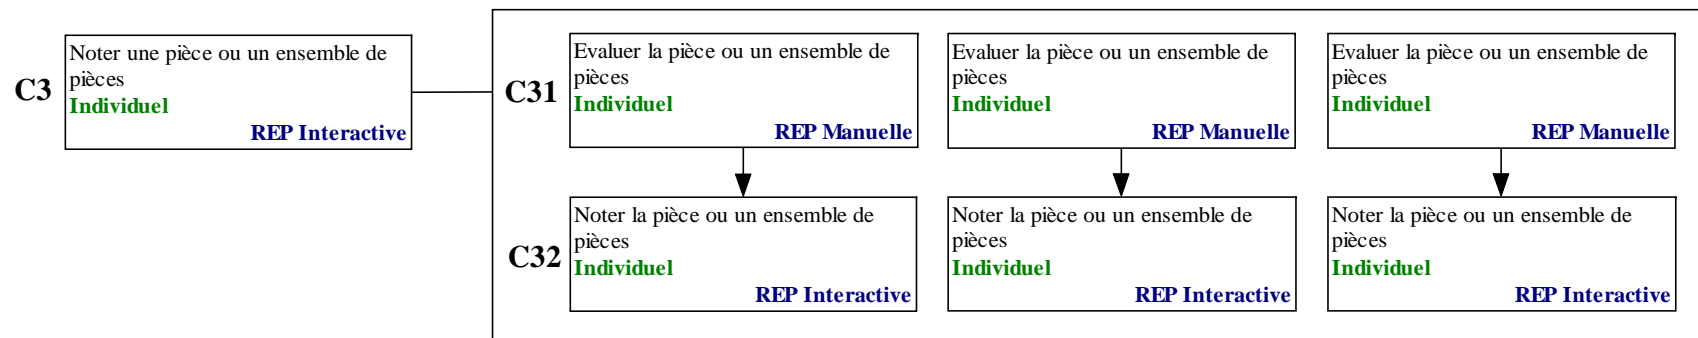 C3
Noter une pièce ou un ensemble de
pièces
Individuel
REP Interactive
C31
Evaluer la pièce ou un ensemble de
pièces
Individuel
REP Manuelle
Evaluer la pièce ou un ensemble de
pièces
Individuel
REP Manuelle
Evaluer la pièce ou un ensemble de
pièces
Individuel
REP Manuelle
C32
Noter la pièce ou un ensemble de
pièces
Individuel
REP Interactive
Noter la pièce ou un ensemble de
pièces
Individuel
REP Interactive
Noter la pièce ou un ensemble de
pièces
Individuel
REP Interactive